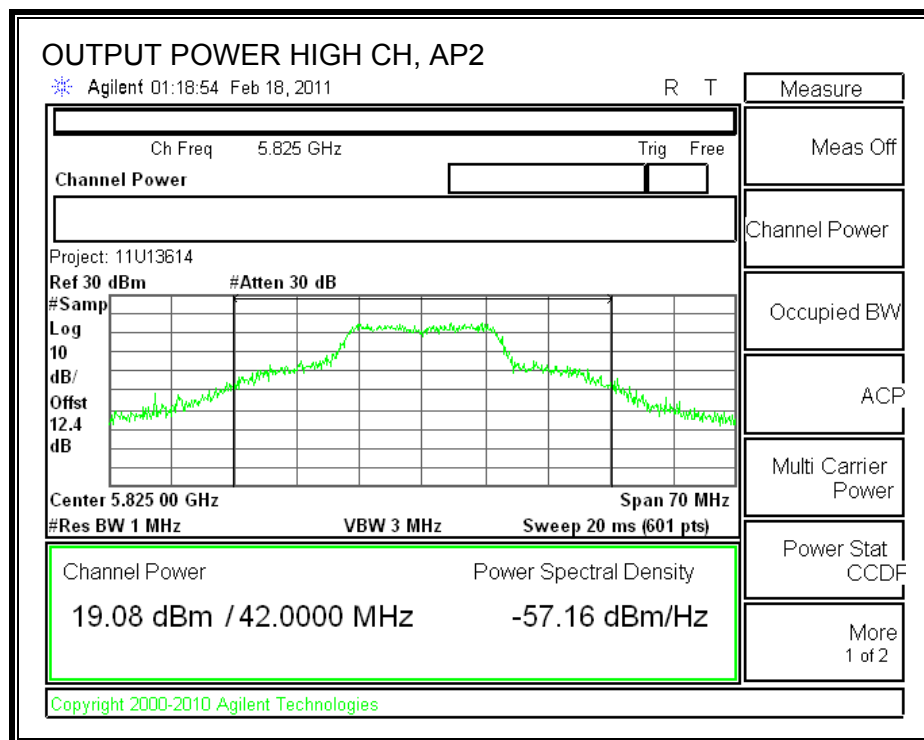 OUTPUT POWER HIGH CH, AP2
Agilent 01:18:54 Feb 18, 2011 R T
Measure
Ch Freq 5.825 GHz Trig Free
Meas Off
Channel Power
Channel Power
Project: 11U13614
Ref 30 dBm #Atten 30 dB
#Samp
Log
10
dB/
Offst
12.4
dB
Occupied BW
ACP
Multi Carrier
Power
Center 5.825 00 GHz Span 70 MHz
#Res BW 1 MHz VBW 3 MHz Sweep 20 ms (601 pts)
Power Stat
CCDF
Channel Power Power Spectral Density
19.08 dBm / 42.0000 MHz -57.16 dBm/Hz
More
1 of 2
Copyright 2000-2010 Agilent Technologies